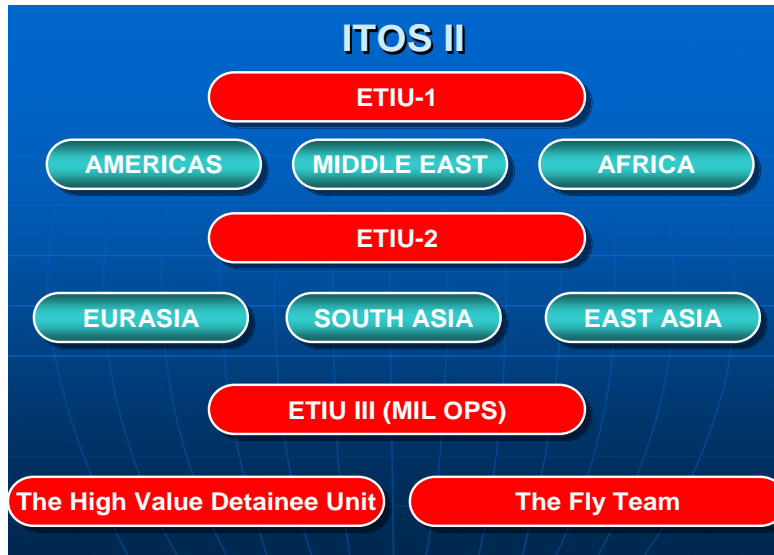 ITOS II
ETIU-1
AMERICAS
MIDDLE EAST
AFRICA
ETIU-2
EURASIA
SOUTH ASIA
EAST ASIA
ETIU III (MIL OPS)
The High Value Detainee Unit
The Fly Team